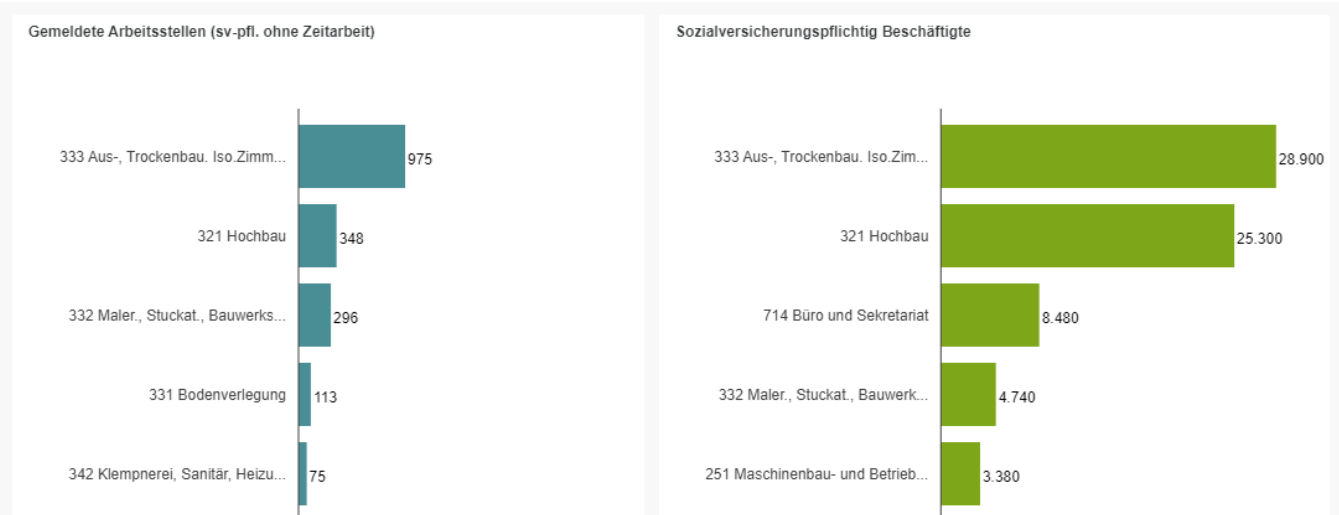 Gemeldete Arbeitsstellen (sv-pfl. ohne Zeitarbeit)
333 Aus-, Trockenbau. Iso.Zimm... 975
321 Hochbau 348
332 Maler., Stuckat., Bauwerks... 296
331 Bodenverlegung 113
342 Klempnerei, Sanitär, Heizu... 75
Sozialversicherungspflichtig Beschäftigte
333 Aus-, Trockenbau. Iso.Zim... 28.900
321 Hochbau 25.300
714 Büro und Sekretariat 8.480
332 Maler., Stuckat., Bauwerk... 4.740
251 Maschinenbau- und Betrieb... 3.380